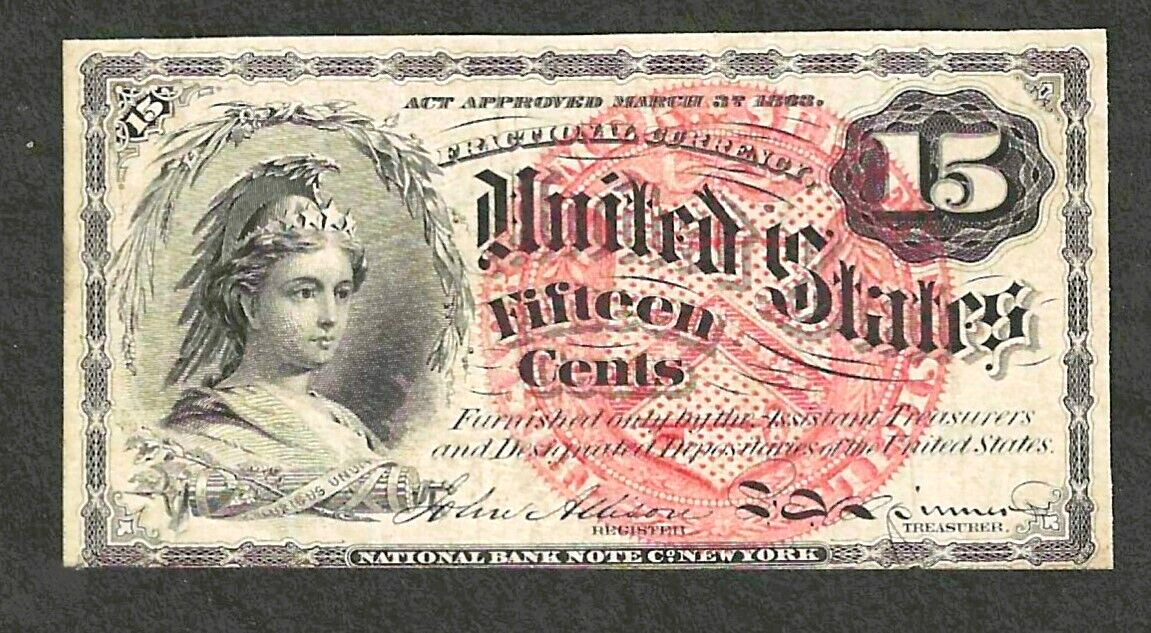 15
ACT APPROVED MARCH 3ᴰ 1863.
FRACTIONAL CURRENCY.
15
United States
Fifteen
Cents
Furnished only by the Assistant Treasurers
and Designated Depositaries of the United States.
John Allison
REGISTER
TREASURER.
NATIONAL BANK NOTE Cº. NEW YORK